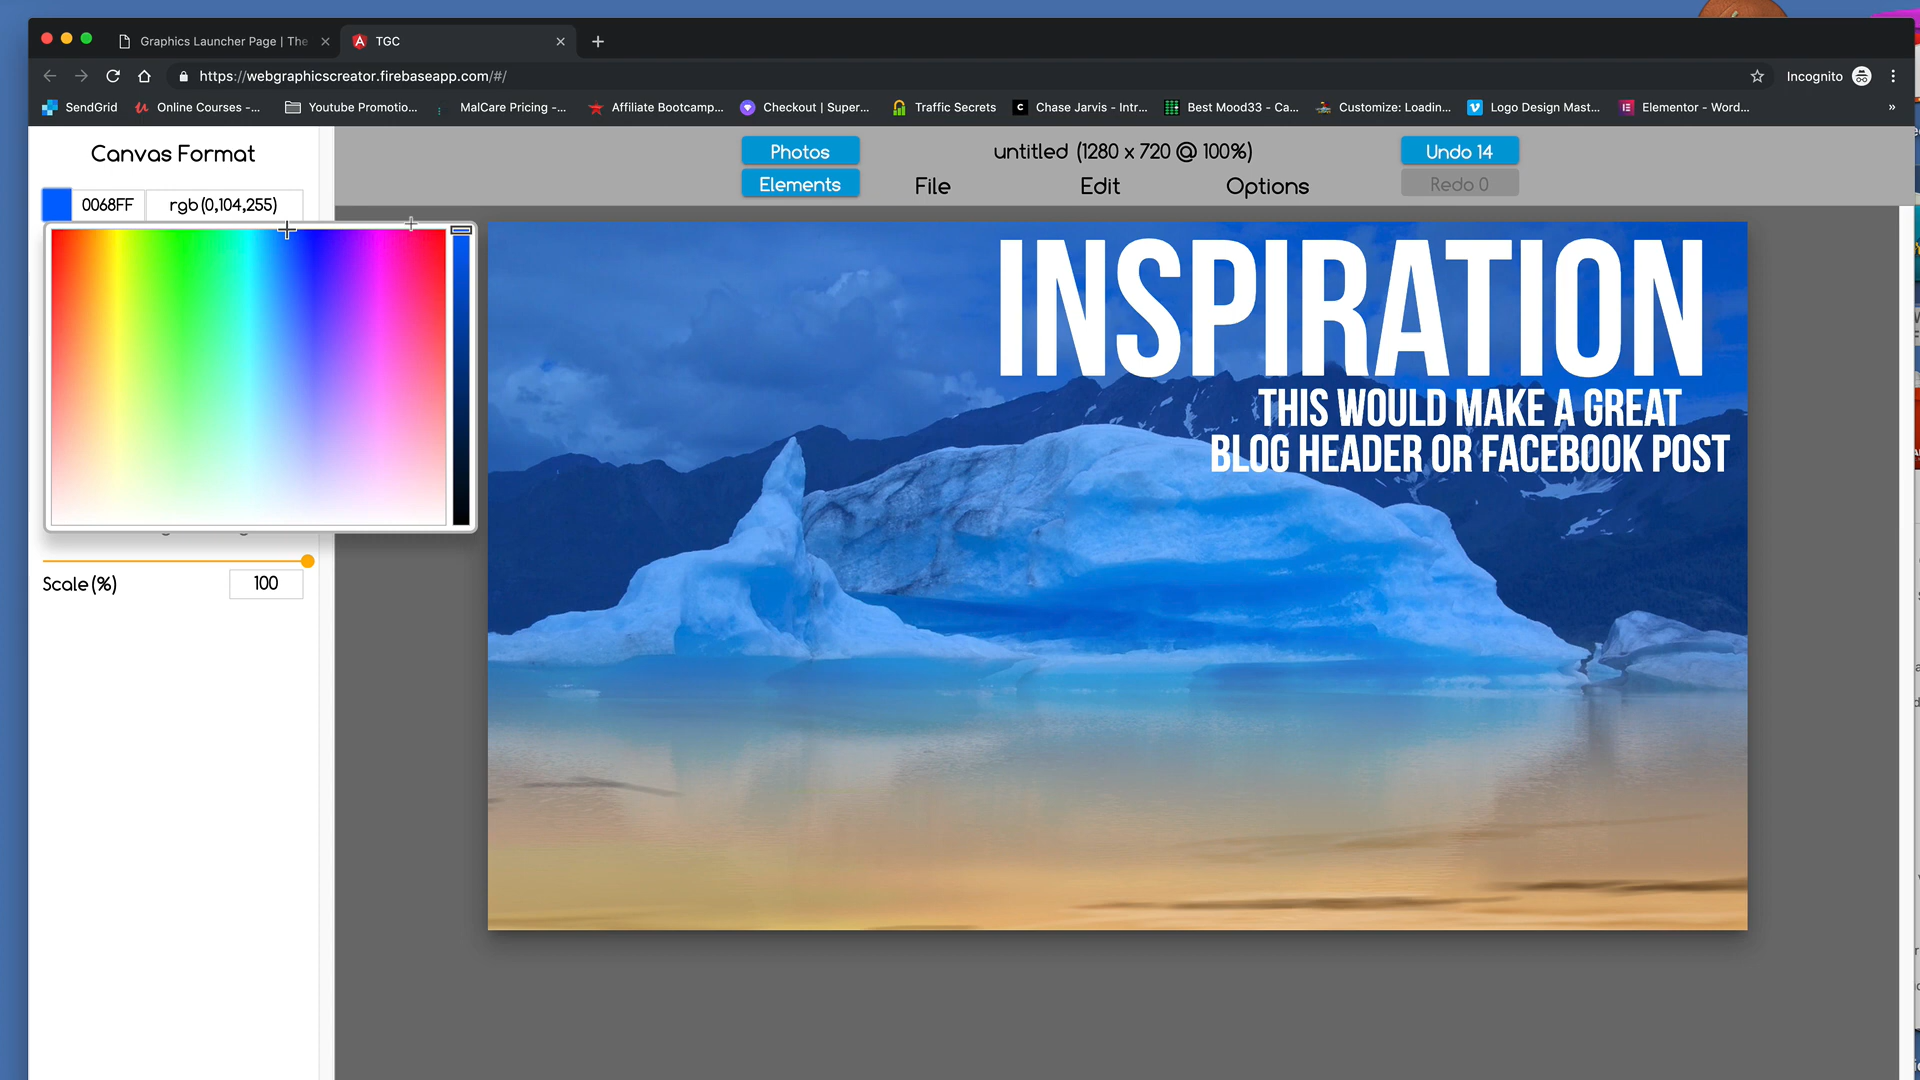 Graphics Launcher Page | The
TGC
https://webgraphicscreator.firebaseapp.com/#/
Incognito
SendGrid
Online Courses -...
Youtube Promotio...
MalCare Pricing -...
Affiliate Bootcamp...
Checkout | Super...
Traffic Secrets
Chase Jarvis - Intr...
Best Mood33 - Ca...
Customize: Loadin...
Logo Design Mast...
Elementor - Word...
»
Canvas Format
Photos
untitled (1280 x 720 @ 100%)
Undo 14
Elements
File
Edit
Options
Redo 0
0068FF
rgb(0,104,255)
INSPIRATION
THIS WOULD MAKE A GREAT
BLOG HEADER OR FACEBOOK POST
Scale(%)
100